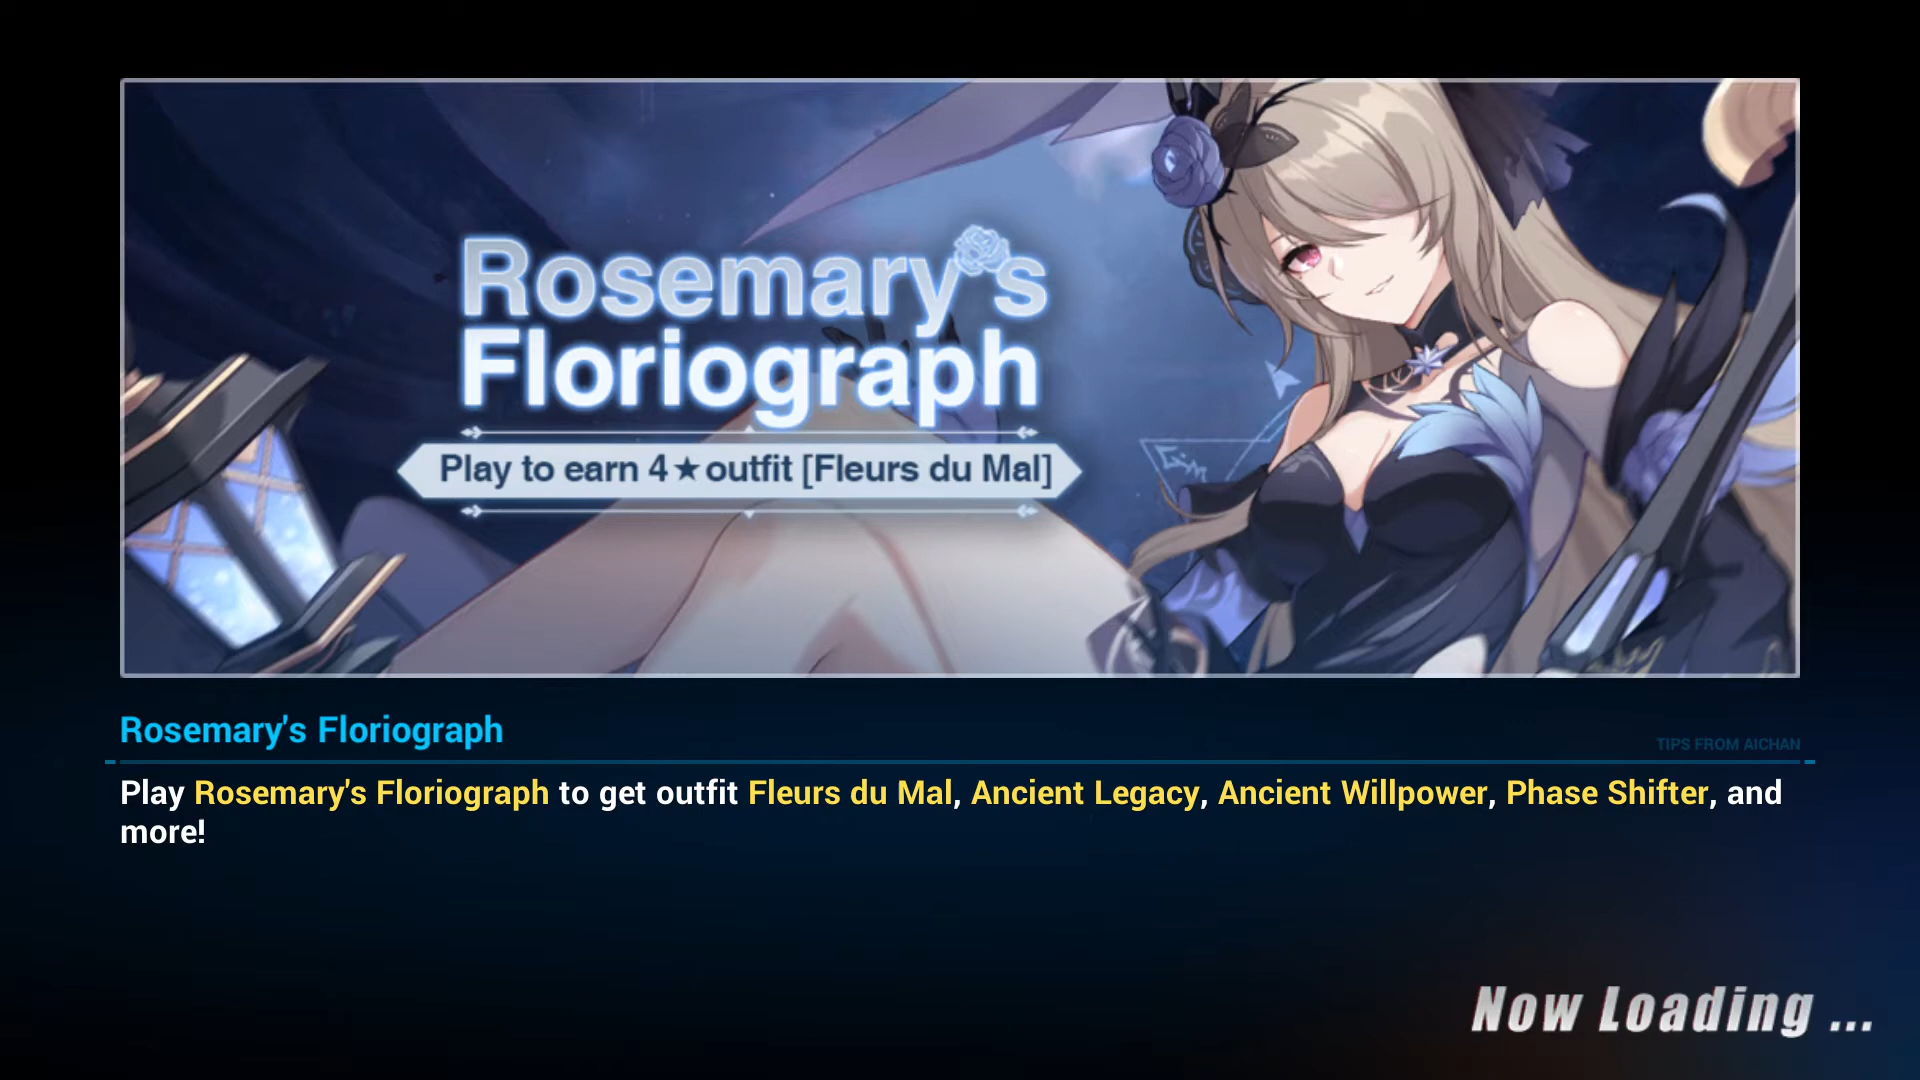 Rosemary's
Floriograph
Play to earn 4★outfit [Fleurs du Mal]
Rosemary's Floriograph
TIPS FROM AICHAN
Play Rosemary's Floriograph to get outfit Fleurs du Mal, Ancient Legacy, Ancient Willpower, Phase Shifter, and
more!
Now Loading ...